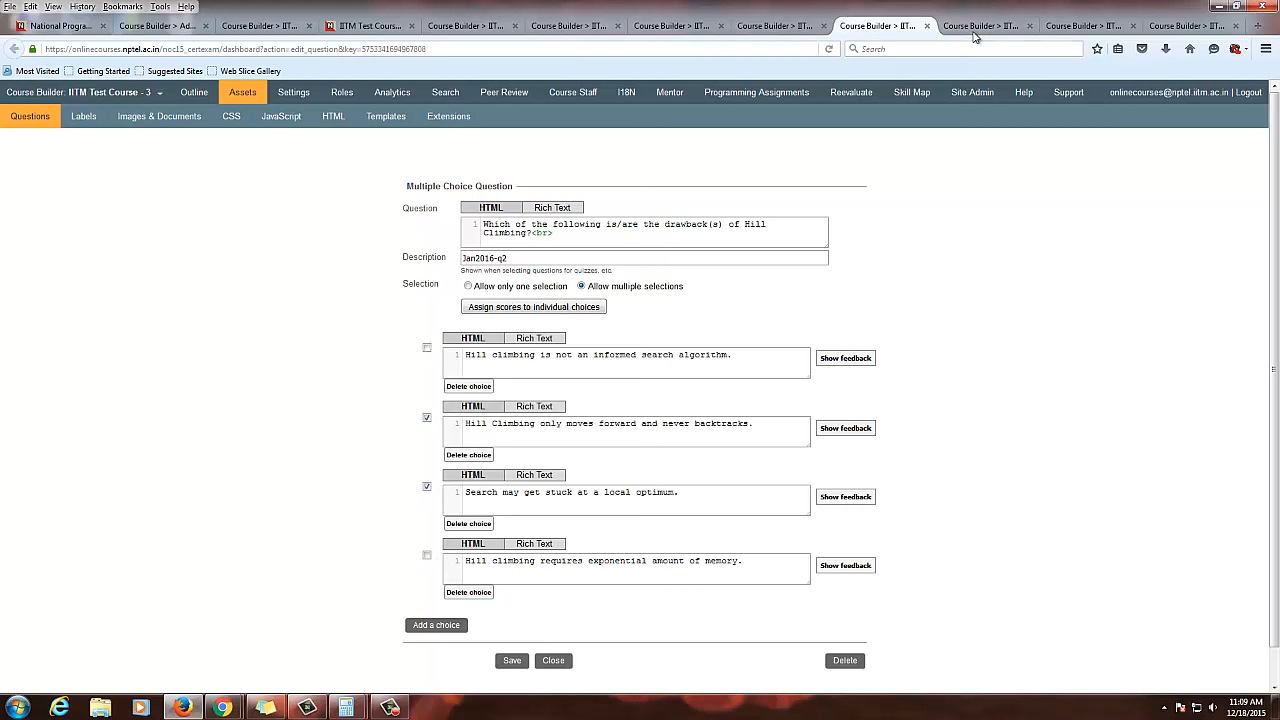 File Edit View History Bookmarks Tools Help
National Progra... Course Builder > Ad... Course Builder > IIT... IIT Test Cours... Course Builder > IIT... Course Builder > IIT... Course Builder > IIT... Course Builder > IIT... Course Builder > IIT... Course Builder > IIT... Course Builder > IIT... Course Builder > IIT...
https://onlinecourses.nptel.ac.in/noc15_certexam/dashboard?action=edit_question&key=5753341694967808 Search
Most Visited Getting Started Suggested Sites Web Slice Gallery
Course Builder: IITM Test Course - 3 Outline Assets Settings Roles Analytics Search Peer Review Course Staff I18N Mentor Programming Assignments Reevaluate Skill Map Site Admin Help Support onlinecourses@nptel.iitm.ac.in | Logout
Questions Labels Images & Documents CSS JavaScript HTML Templates Extensions
Multiple Choice Question
Question HTML Rich Text
1 Which of the following is/are the drawback(s) of Hill
Climbing?<br>
Description Jan2016-q2
Shown when selecting questions for quizzes, etc.
Selection Allow only one selection Allow multiple selections
Assign scores to individual choices
HTML Rich Text
1 Hill climbing is not an informed search algorithm. Show feedback
Delete choice
HTML Rich Text
1 Hill Climbing only moves forward and never backtracks. Show feedback
Delete choice
HTML Rich Text
1 Search may get stuck at a local optimum. Show feedback
Delete choice
HTML Rich Text
1 Hill climbing requires exponential amount of memory. Show feedback
Delete choice
Add a choice
Save Close Delete
11:09 AM
12/18/2015